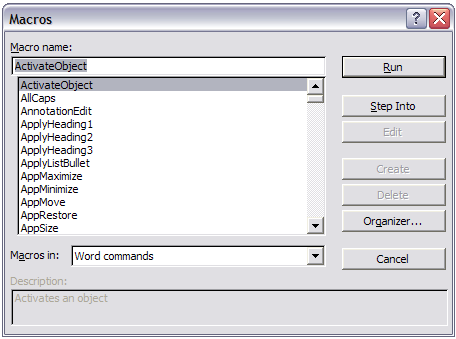 Macros
Macro name:
ActivateObject
ActivateObject
AllCaps
AnnotationEdit
ApplyHeading1
ApplyHeading2
ApplyHeading3
ApplyListBullet
AppMaximize
AppMinimize
AppMove
AppRestore
AppSize
Run
Step Into
Edit
Create
Delete
Organizer...
Macros in:
Word commands
Cancel
Description:
Activates an object